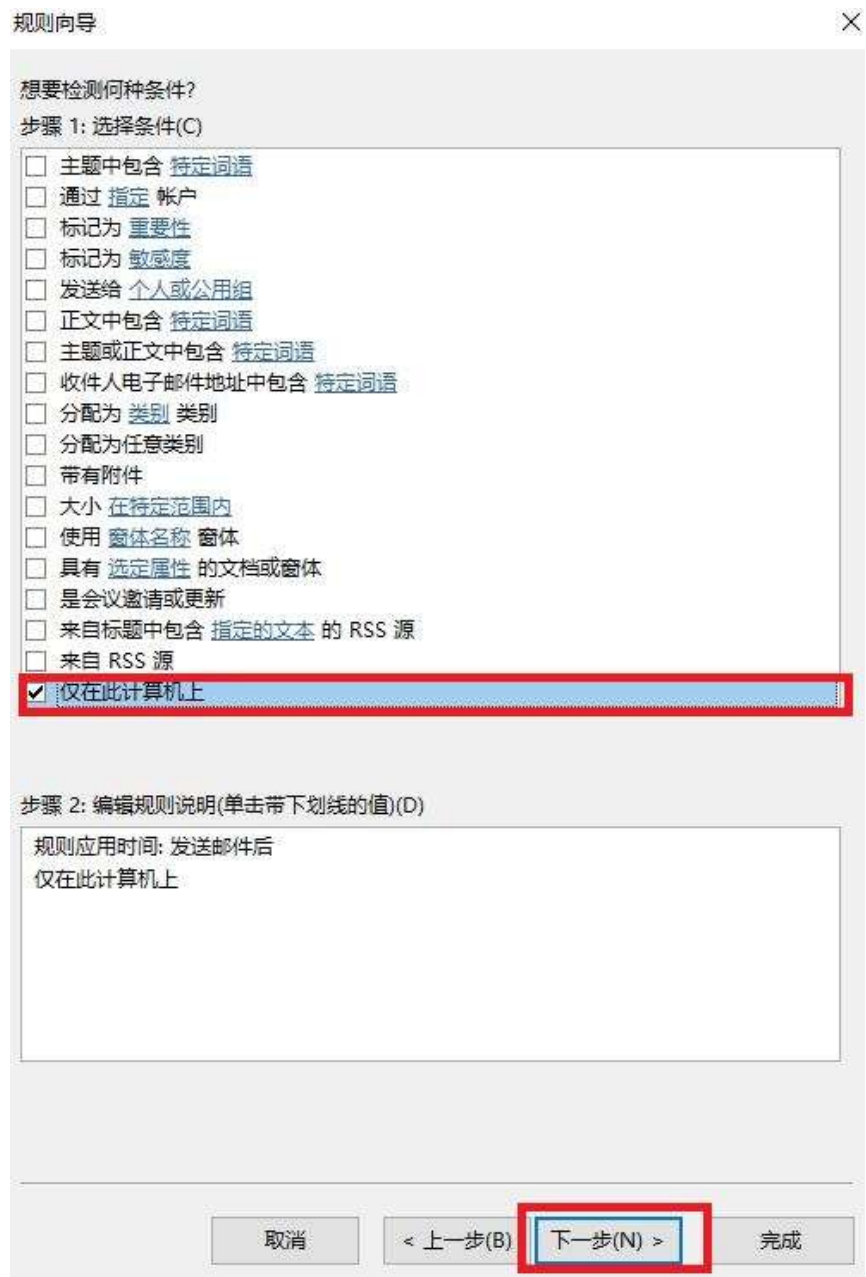 规则向导
想要检测何种条件?
步骤 1: 选择条件(C)
主题中包含 特定词语
通过 指定 帐户
标记为 重要性
标记为 敏感度
发送给 个人或公用组
正文中包含 特定词语
主题或正文中包含 特定词语
收件人电子邮件地址中包含 特定词语
分配为 类别 类别
分配为任意类别
带有附件
大小 在特定范围内
使用 窗体名称 窗体
具有 选定属性 的文档或窗体
是会议邀请或更新
来自标题中包含 指定的文本 的 RSS 源
来自 RSS 源
仅在此计算机上
步骤 2: 编辑规则说明(单击带下划线的值)(D)
规则应用时间: 发送邮件后
仅在此计算机上
取消 < 上一步(B) 下一步(N) > 完成